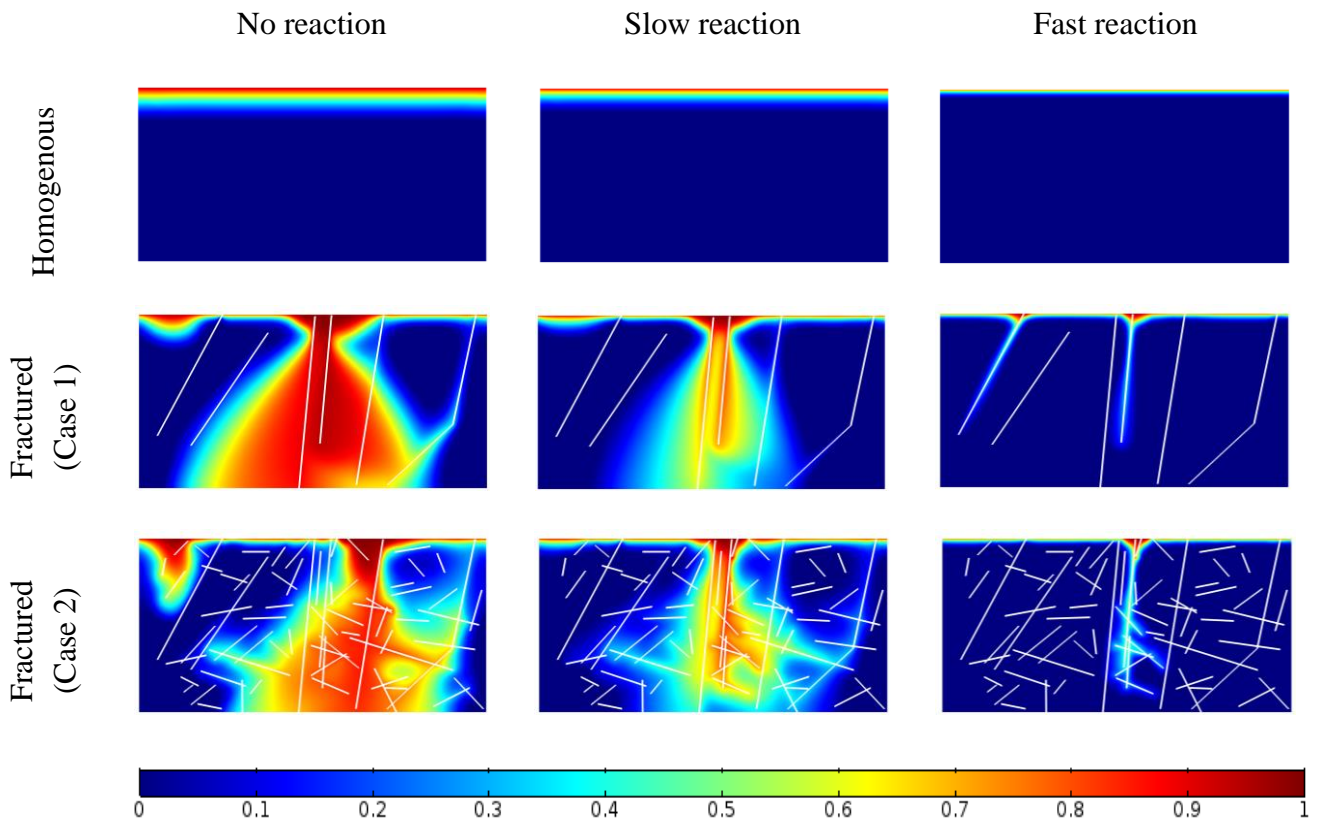 No reaction Slow reaction Fast reaction
Homogenous
Fractured
(Case 1)
Fractured
(Case 2)
0 0.1 0.2 0.3 0.4 0.5 0.6 0.7 0.8 0.9 1